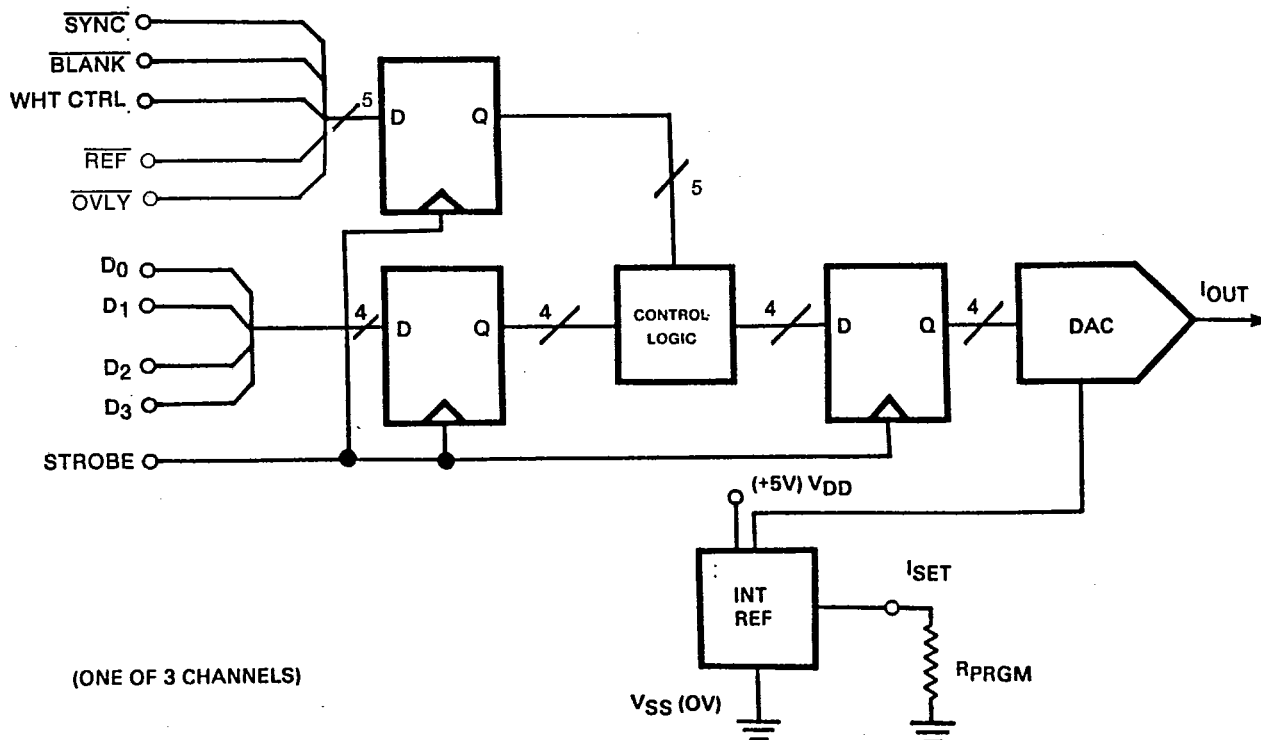 SYNC
BLANK
WHT CTRL
REF
OVLY
5
D Q
5
D0
D1
D2
D3
STROBE
4
D Q
4
CONTROL
LOGIC
4
D Q
4
DAC
IOUT
(+5V) VDD
INT
REF
ISET
RPRGM
VSS (0V)
(ONE OF 3 CHANNELS)